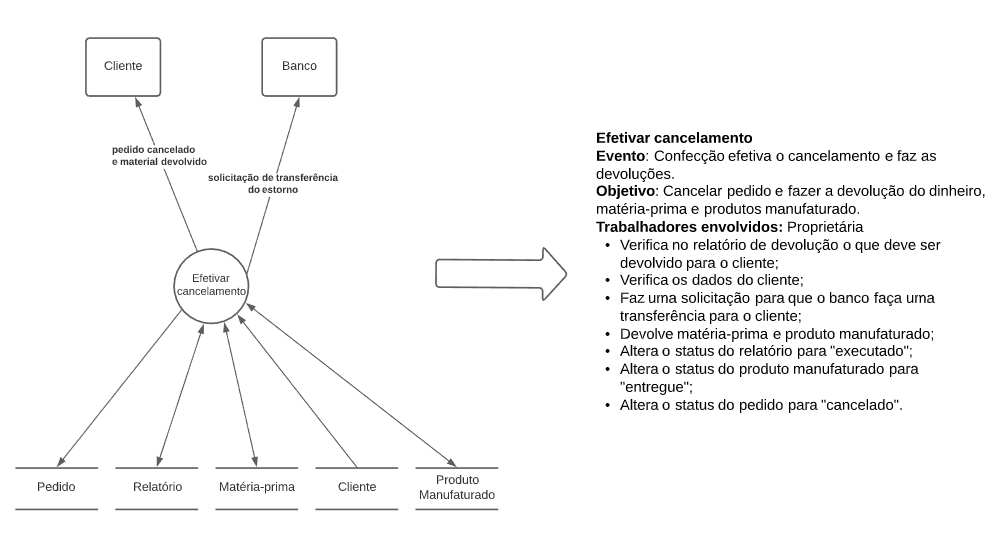 Cliente
Banco
pedido cancelado
e material devolvido
solicitação de transferência
do estorno
Efetivar
cancelamento
Pedido
Relatório
Matéria-prima
Cliente
Produto
Manufaturado
Efetivar cancelamento
Evento: Confecção efetiva o cancelamento e faz as
devoluções.
Objetivo: Cancelar pedido e fazer a devolução do dinheiro,
matéria-prima e produtos manufaturado.
Trabalhadores envolvidos: Proprietária
• Verifica no relatório de devolução o que deve ser
devolvido para o cliente;
• Verifica os dados do cliente;
• Faz uma solicitação para que o banco faça uma
transferência para o cliente;
• Devolve matéria-prima e produto manufaturado;
• Altera o status do relatório para "executado";
• Altera o status do produto manufaturado para
"entregue";
• Altera o status do pedido para "cancelado".